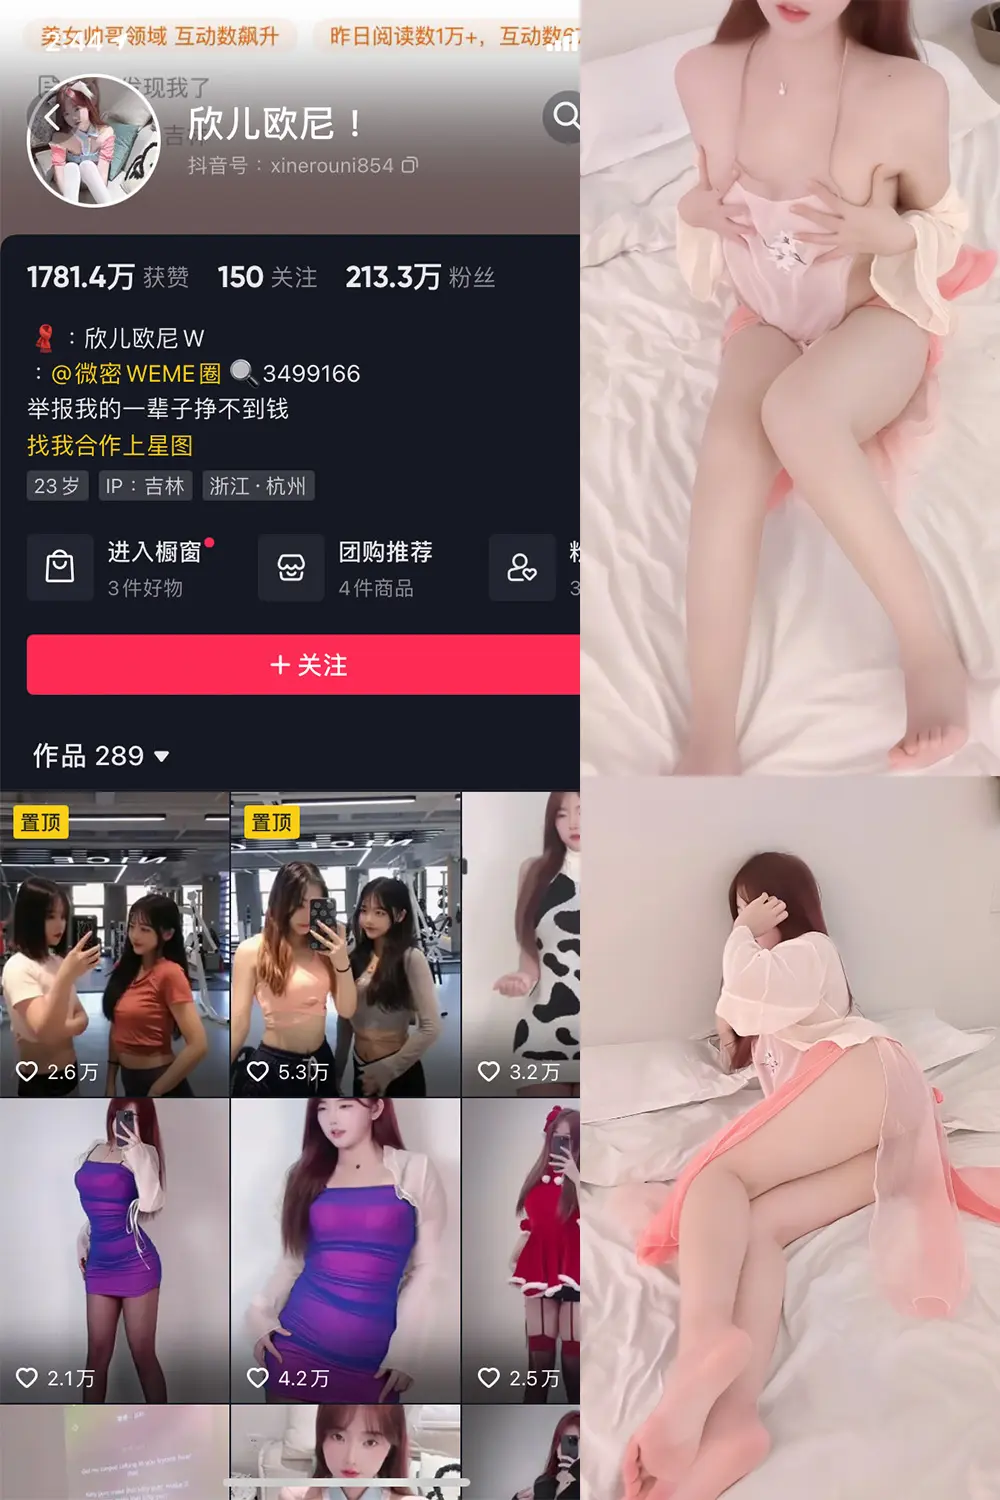 美女帅哥领域 互动数飙升
昨日阅读数1万+，互动数6
发现我了
欣儿欧尼！
抖音号：xinerouni854
1781.4万 获赞 150 关注 213.3万 粉丝
：欣儿欧尼W
：@微密WEME圈 3499166
举报我的一辈子挣不到钱
找我合作上星图
23岁 IP：吉林 浙江·杭州
进入橱窗 团购推荐
3件好物 4件商品 3
+ 关注
作品 289
置顶 置顶
2.6万 5.3万 3.2万
2.1万 4.2万 2.5万